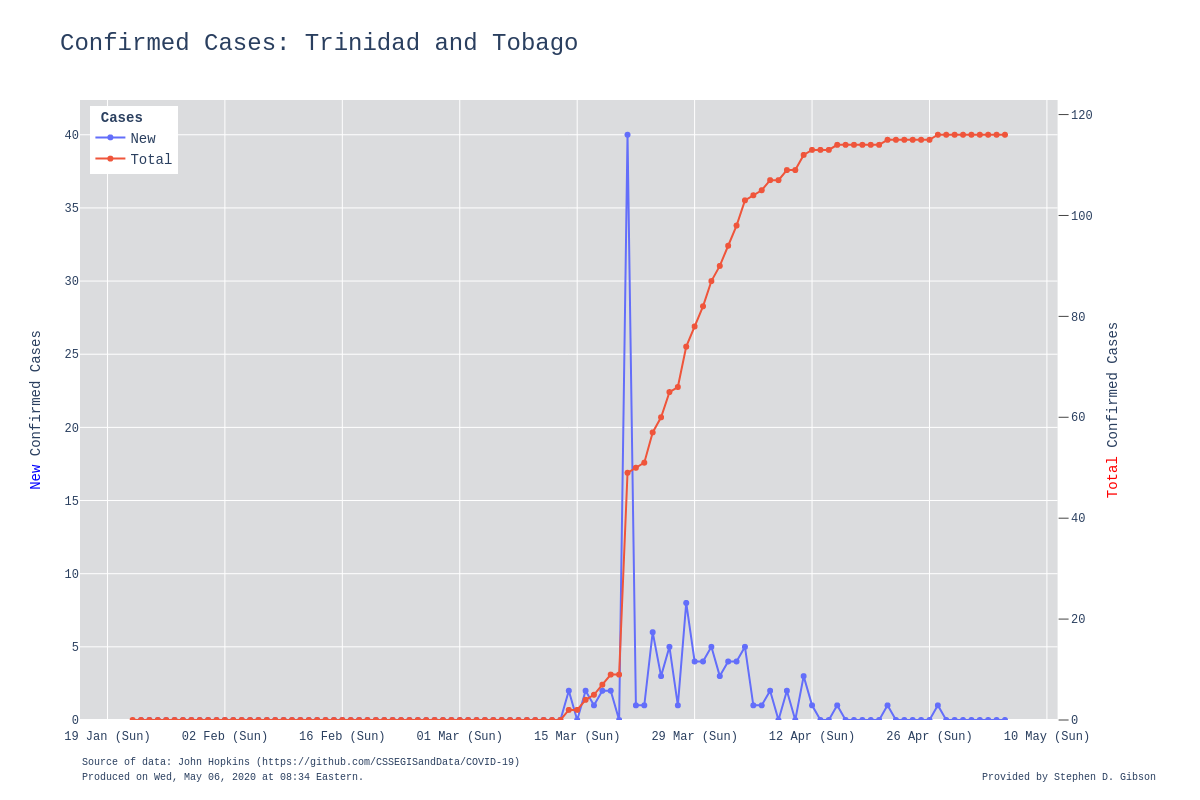 Confirmed Cases: Trinidad and Tobago
Cases
New
Total
40
35
30
25
20
15
10
5
0
120
100
80
60
40
20
0
New Confirmed Cases
Total Confirmed Cases
19 Jan (Sun) 02 Feb (Sun) 16 Feb (Sun) 01 Mar (Sun) 15 Mar (Sun) 29 Mar (Sun) 12 Apr (Sun) 26 Apr (Sun) 10 May (Sun)
Source of data: John Hopkins (https://github.com/CSSEGISandData/COVID-19)
Produced on Wed, May 06, 2020 at 08:34 Eastern.
Provided by Stephen D. Gibson